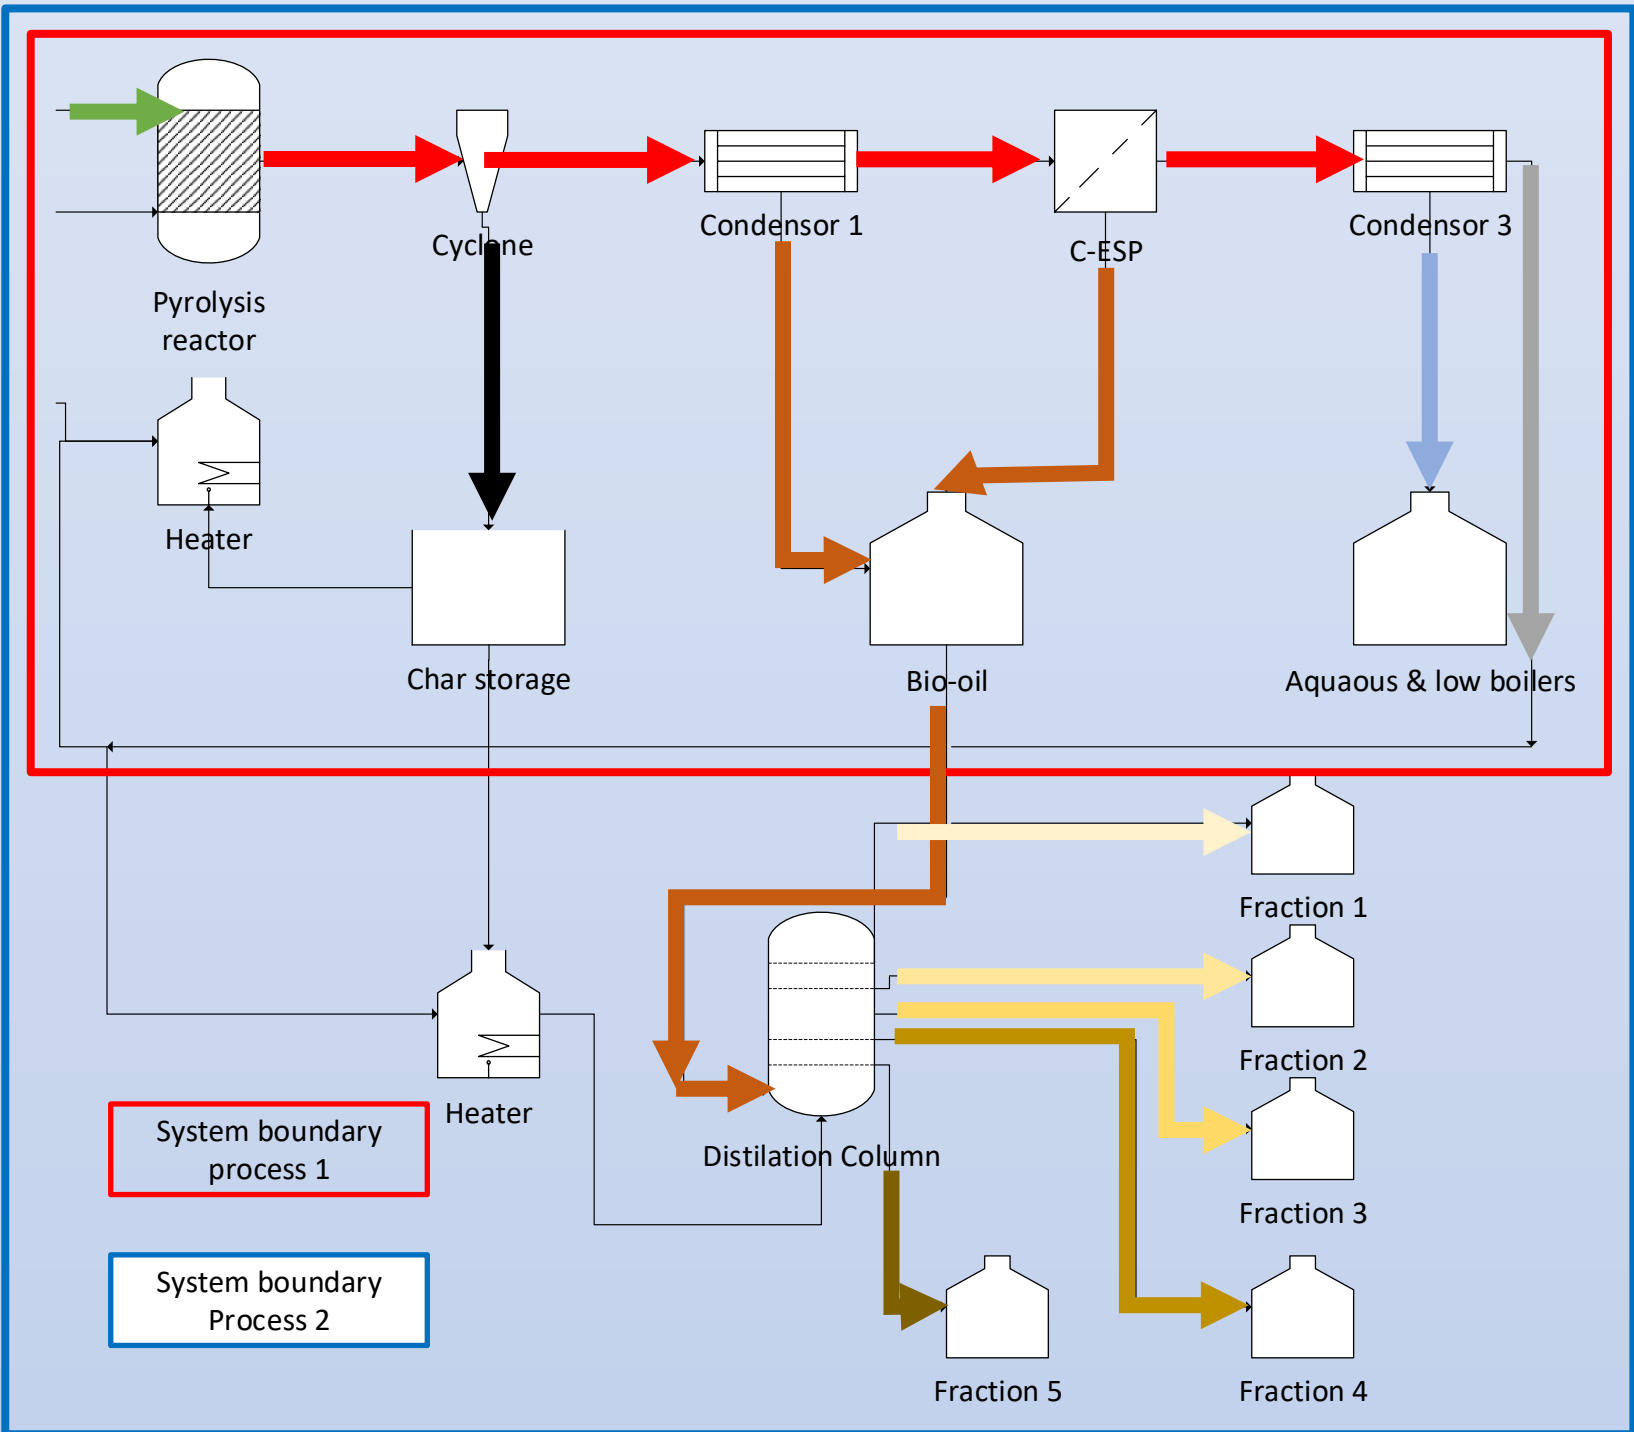 Cyclone
Condensor 1
C-ESP
Condensor 3
Pyrolysis
reactor
Heater
Char storage
Bio-oil
Aquaous & low boilers
Fraction 1
Fraction 2
Heater
System boundary
process 1
Distilation Column
Fraction 3
System boundary
Process 2
Fraction 5
Fraction 4